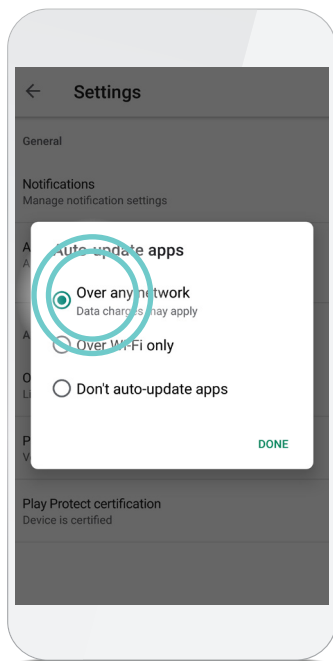 Settings
General
Notifications
Manage notification settings
A
A
Auto-update apps
Over any network
Data charges may apply
A
Over Wi-Fi only
O
Li
Don't auto-update apps
P
V
DONE
Play Protect certification
Device is certified